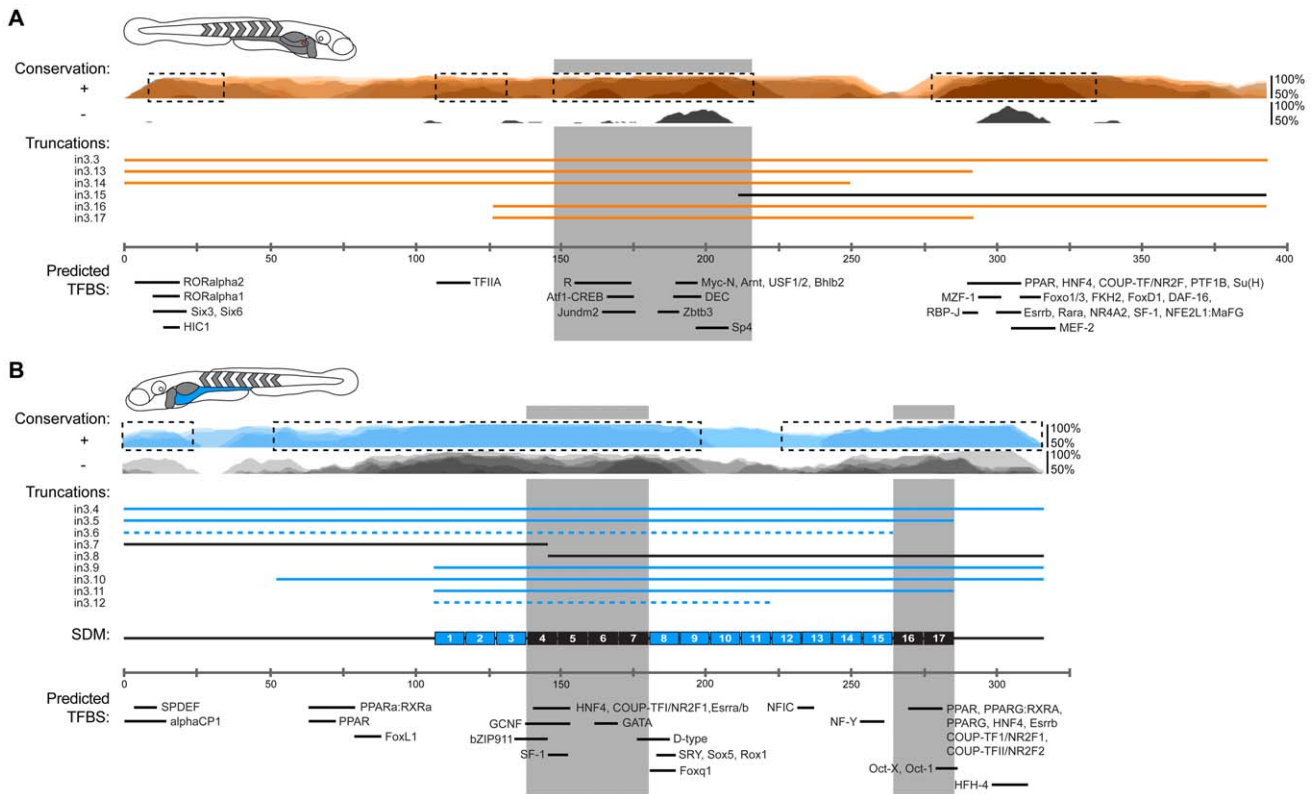 A
Conservation:
+
100%
50%
-
100%
50%
Truncations:
in3.3
in3.13
in3.14
in3.15
in3.16
in3.17
0 50 100 150 200 250 300 350 400
Predicted
TFBS:
RORalpha2 TFIIA R Myc-N, Arnt, USF1/2, Bhlb2 PPAR, HNF4, COUP-TF/NR2F, PTF1B, Su(H)
RORalpha1 Atf1-CREB DEC MZF-1 Foxo1/3, FKH2, FoxD1, DAF-16,
Six3, Six6 Jundm2 Zbtb3 RBP-J Esrrb, Rara, NR4A2, SF-1, NFE2L1:MaFG
HIC1 Sp4 MEF-2
B
Conservation:
+
100%
50%
-
100%
50%
Truncations:
in3.4
in3.5
in3.6
in3.7
in3.8
in3.9
in3.10
in3.11
in3.12
SDM: 1 2 3 4 5 6 7 8 9 10 11 12 13 14 15 16 17
0 50 100 150 200 250 300
Predicted
TFBS:
SPDEF PPARa:RXRa HNF4, COUP-TFI/NR2F1,Esrra/b NFIC PPAR, PPARG:RXRA,
alphaCP1 PPAR GCNF GATA NF-Y PPARG, HNF4, Esrrb
FoxL1 bZIP911 D-type COUP-TF1/NR2F1,
SF-1 SRY, Sox5, Rox1 COUP-TFII/NR2F2
Foxq1 Oct-X, Oct-1
HFH-4